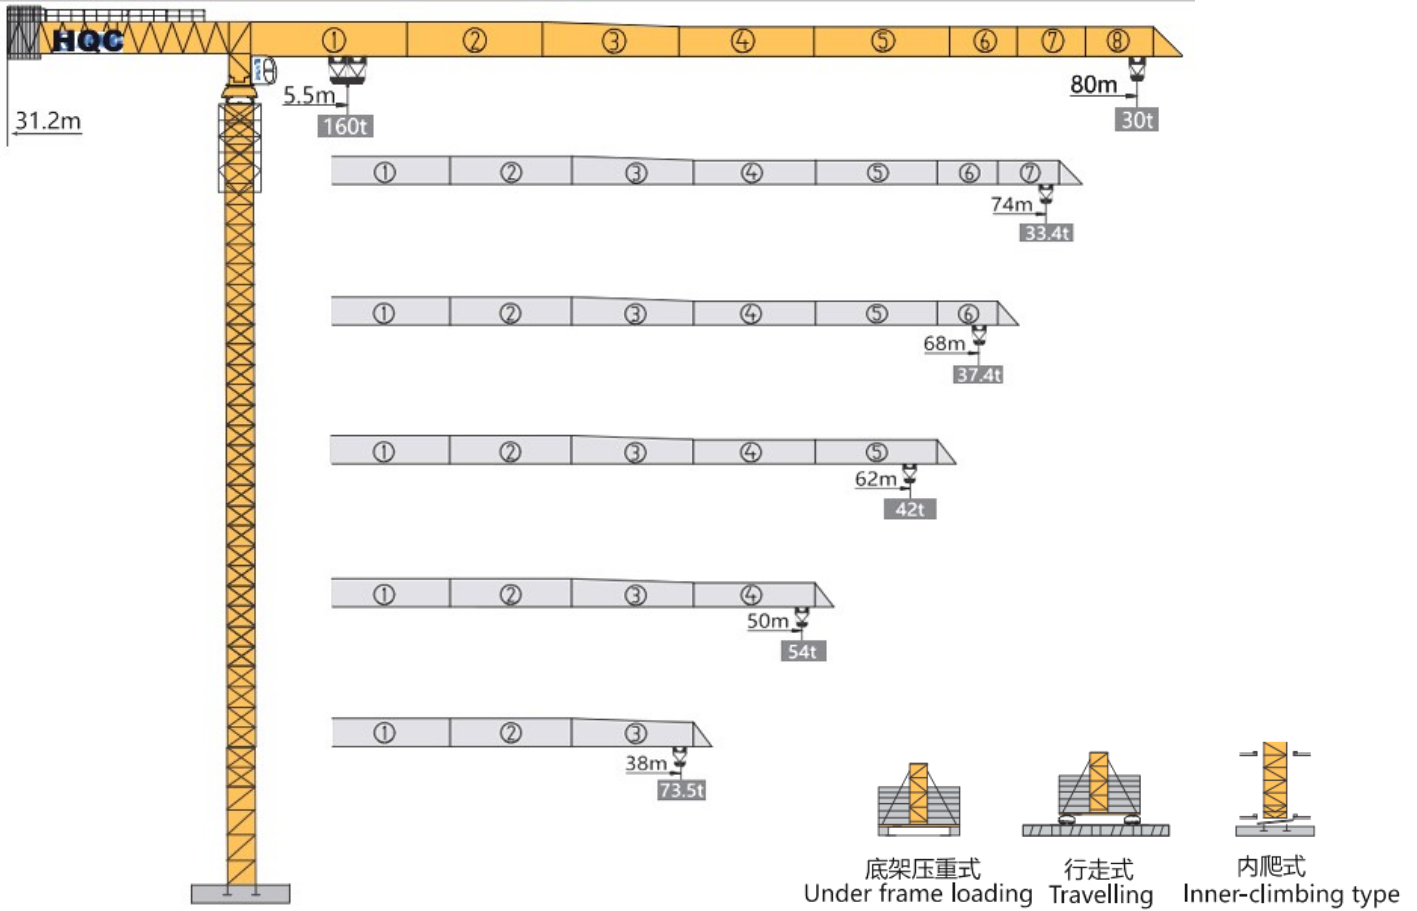 HQC
① ② ③ ④ ⑤ ⑥ ⑦ ⑧
5.5m
80m
31.2m
160t
30t
① ② ③ ④ ⑤ ⑥ ⑦
74m
33.4t
① ② ③ ④ ⑤ ⑥
68m
37.4t
① ② ③ ④ ⑤
62m
42t
① ② ③ ④
50m
54t
① ② ③
38m
73.5t
底架压重式
Under frame loading
行走式
Travelling
内爬式
Inner-climbing type